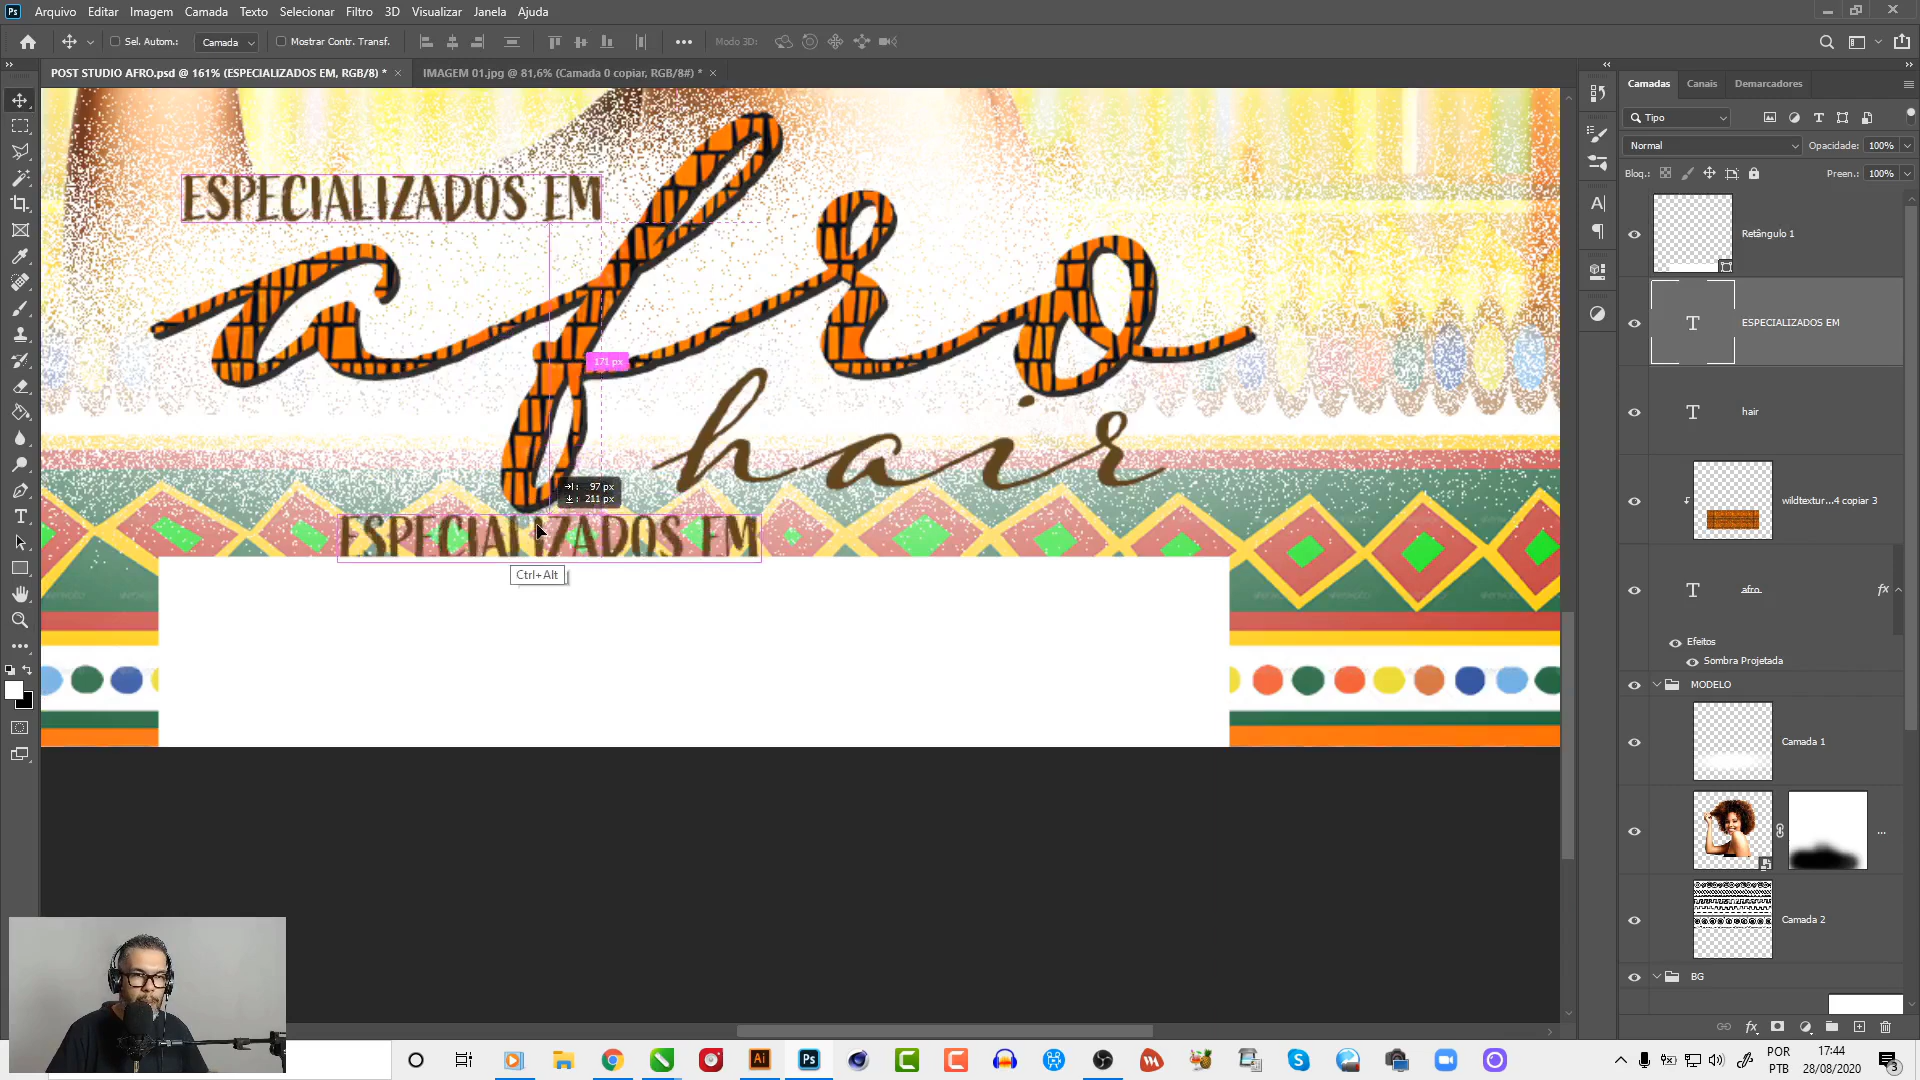 Arquivo Editar Imagem Camada Texto Selecionar Filtro 3D Visualizar Janela Ajuda
Sel. Autom.: Camada Mostrar Contr. Transf. Modo 3D:
POST STUDIO AFRO.psd @ 161% (ESPECIALIZADOS EM, RGB/8) * IMAGEM 01.jpg @ 81,6% (Camada 0 copiar, RGB/8#) *
Camadas Canais Demarcadores
Tipo
Normal Opacidade: 100%
Bloq.: Preen.: 100%
Retângulo 1
ESPECIALIZADOS EM
hair
wildtextur...4 copiar 3
afro fx
Efeitos
Sombra Projetada
MODELO
Camada 1
...
Camada 2
BG
ESPECIALIZADOS EM
afro
171 px
hair
97 px
211 px
ESPECIALIZADOS EM
Ctrl+Alt
POR
PTB
17:44
28/08/2020
3